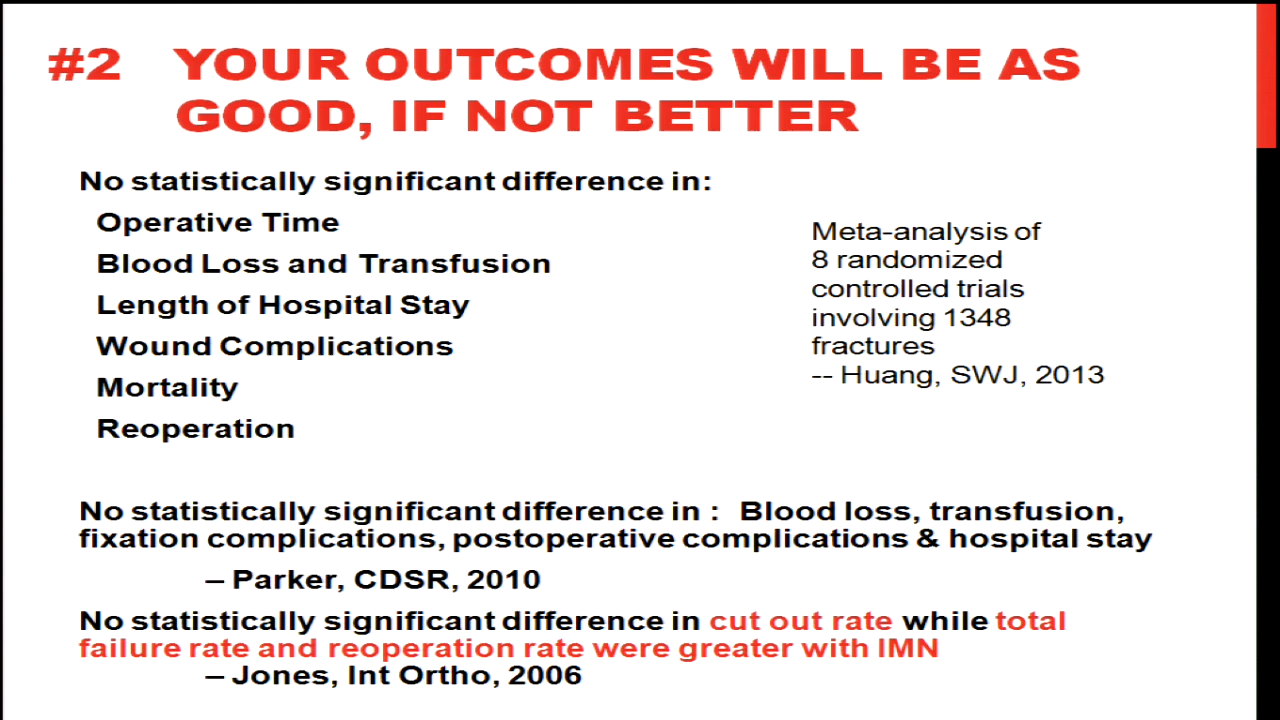 #2 YOUR OUTCOMES WILL BE AS
GOOD, IF NOT BETTER
No statistically significant difference in:
Operative Time
Blood Loss and Transfusion
Length of Hospital Stay
Wound Complications
Mortality
Reoperation
Meta-analysis of
8 randomized
controlled trials
involving 1348
fractures
-- Huang, SWJ, 2013
No statistically significant difference in : Blood loss, transfusion,
fixation complications, postoperative complications & hospital stay
– Parker, CDSR, 2010
No statistically significant difference in cut out rate while total
failure rate and reoperation rate were greater with IMN
– Jones, Int Ortho, 2006